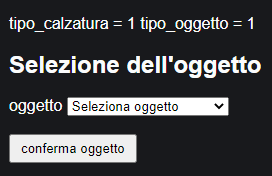 tipo_calzatura = 1 tipo_oggetto = 1
Selezione dell'oggetto
oggetto Seleziona oggetto
conferma oggetto